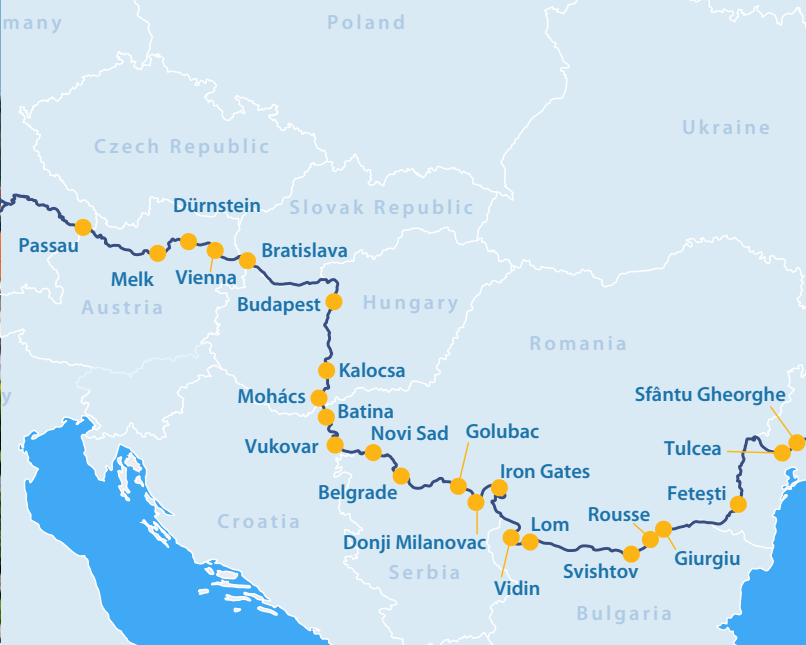 many
Poland
Ukraine
Czech Republic
Dürnstein
Slovak Republic
Passau
Bratislava
Melk
Vienna
Austria
Budapest
Hungary
Romania
Kalocsa
y
Mohács
Sfântu Gheorghe
Batina
Novi Sad
Golubac
Vukovar
Tulcea
Iron Gates
Belgrade
Fetești
Croatia
Rousse
Lom
Donji Milanovac
Giurgiu
Serbia
Svishtov
Vidin
Bulgaria